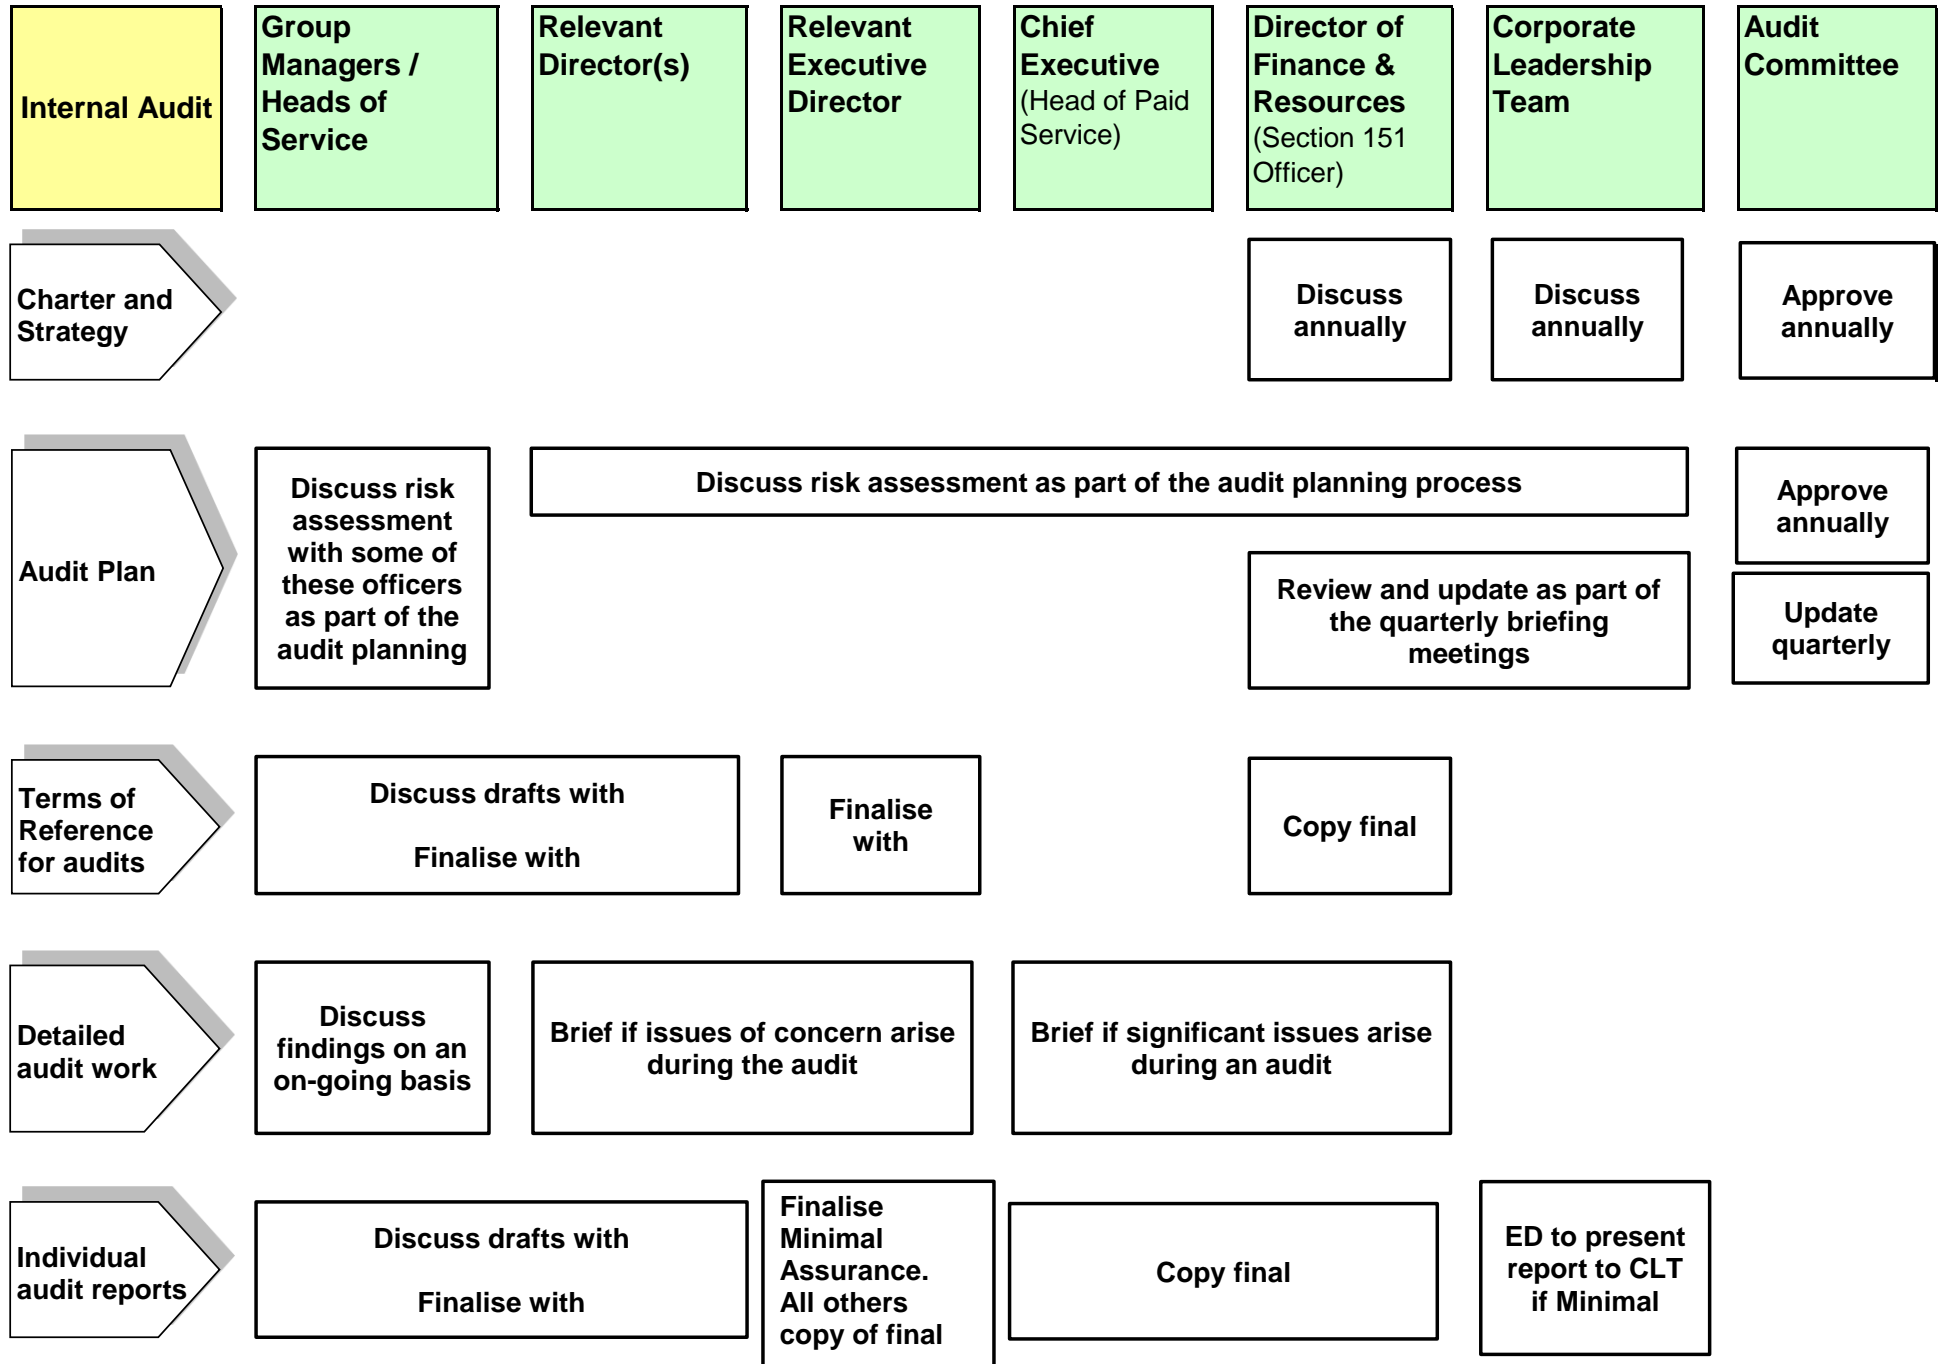 Internal Audit
Group
Managers /
Heads of
Service
Relevant
Director(s)
Relevant
Executive
Director
Chief
Executive
(Head of Paid
Service)
Director of
Finance &
Resources
(Section 151
Officer)
Corporate
Leadership
Team
Audit
Committee
Charter and
Strategy
Discuss
annually
Discuss
annually
Approve
annually
Audit Plan
Discuss risk
assessment
with some of
these officers
as part of the
audit planning
Discuss risk assessment as part of the audit planning process
Review and update as part of
the quarterly briefing
meetings
Approve
annually
Update
quarterly
Terms of
Reference
for audits
Discuss drafts with
Finalise with
Finalise
with
Copy final
Detailed
audit work
Discuss
findings on an
on-going basis
Brief if issues of concern arise
during the audit
Brief if significant issues arise
during an audit
Individual
audit reports
Discuss drafts with
Finalise with
Finalise
Minimal
Assurance.
All others
copy of final
Copy final
ED to present
report to CLT
if Minimal